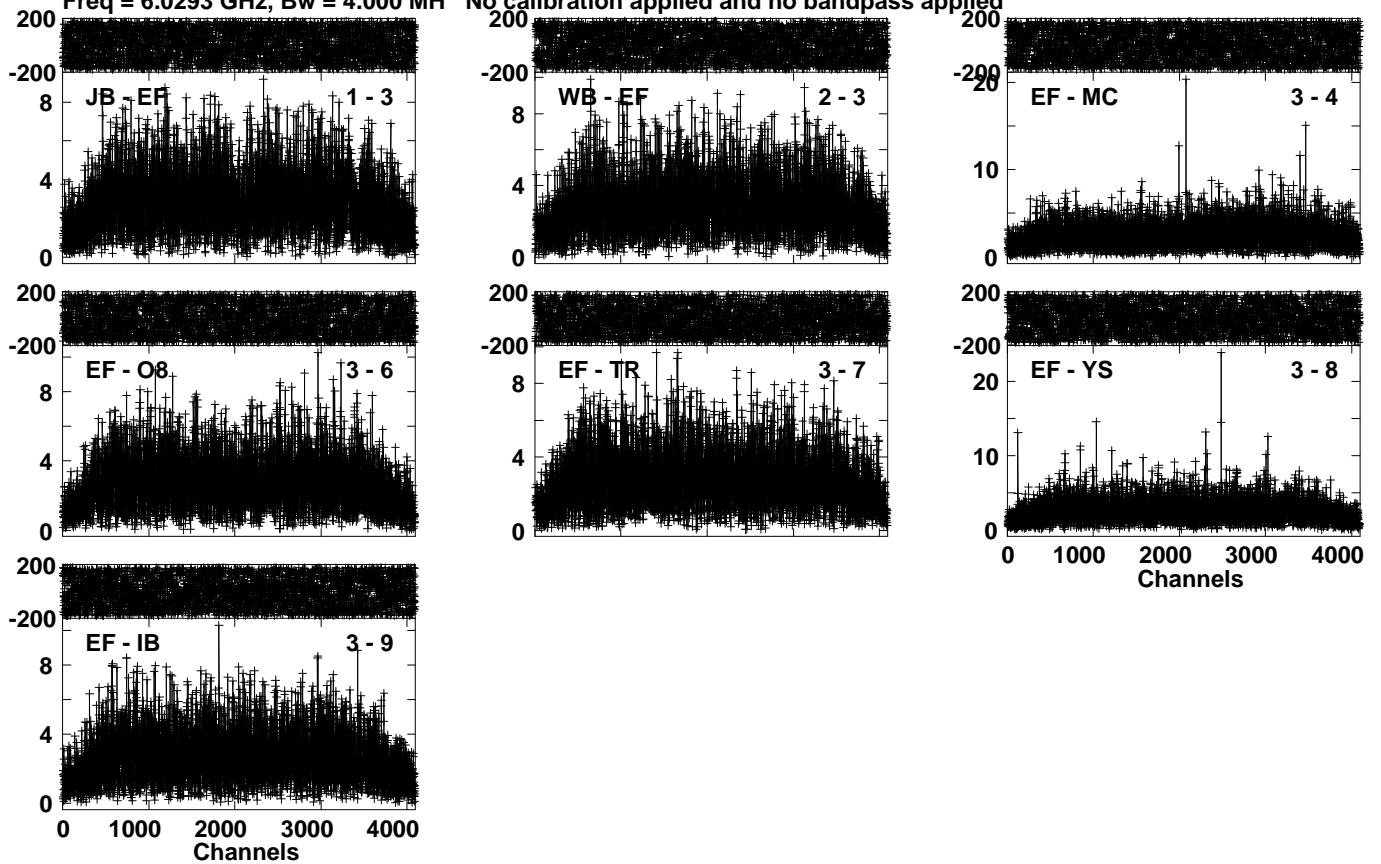 Freq = 6.0293 GHz, Bw = 4.000 MH No calibration applied and no bandpass applied
200
-200
JB - EF 1 - 3
8
4
0
200
-200
WB - EF 2 - 3
8
4
0
200
-200
20
EF - MC 3 - 4
10
0
200
-200
EF - O8 3 - 6
8
4
0
200
-200
EF - TR 3 - 7
8
4
0
200
-200
EF - YS 3 - 8
20
10
0
0 1000 2000 3000 4000
Channels
200
-200
EF - IB 3 - 9
8
4
0
0 1000 2000 3000 4000
Channels